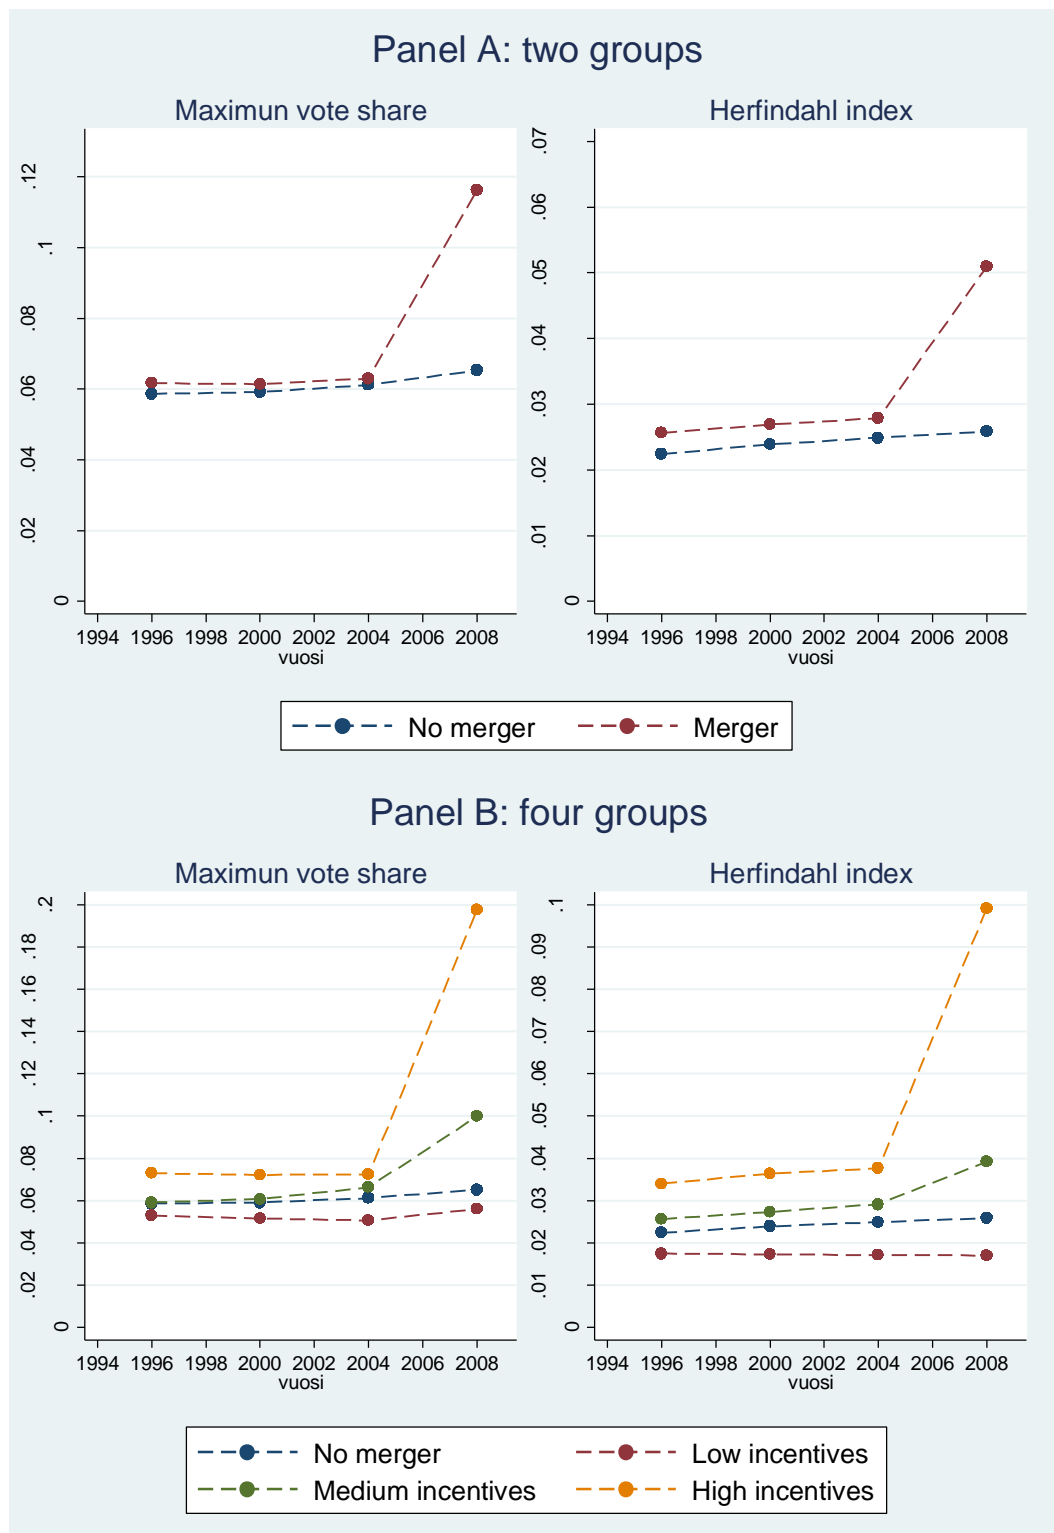 Panel A: two groups
Maximun vote share
Herfindahl index
.12
.1
.08
.06
.04
.02
0
.07
.06
.05
.04
.03
.02
.01
0
1994 1996 1998 2000 2002 2004 2006 2008
vuosi
1994 1996 1998 2000 2002 2004 2006 2008
vuosi
No merger
Merger
Panel B: four groups
Maximun vote share
Herfindahl index
.2
.18
.16
.14
.12
.1
.08
.06
.04
.02
0
.1
.09
.08
.07
.06
.05
.04
.03
.02
.01
0
1994 1996 1998 2000 2002 2004 2006 2008
vuosi
1994 1996 1998 2000 2002 2004 2006 2008
vuosi
No merger
Low incentives
Medium incentives
High incentives